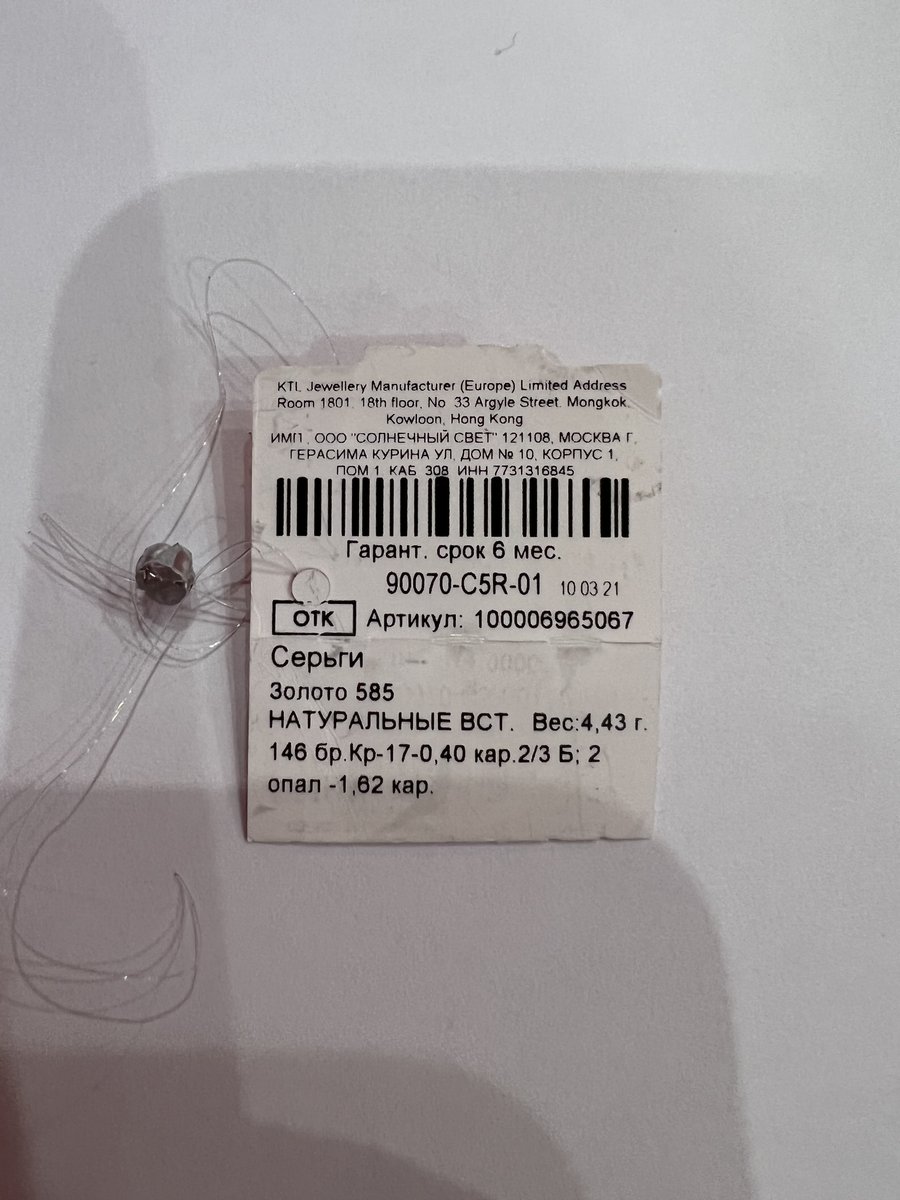 KTL Jewellery Manufacturer (Europe) Limited Address
Room 1801, 18th floor, No. 33 Argyle Street, Mongkok,
Kowloon, Hong Kong
ИМП., ООО "СОЛНЕЧНЫЙ СВЕТ" 121108, МОСКВА Г,
ГЕРАСИМА КУРИНА УЛ, ДОМ № 10, КОРПУС 1,
ПОМ 1, КАБ. 308, ИНН 7731316845
Гарант. срок 6 мес.
90070-C5R-01 10 03 21
ОТК Артикул: 100006965067
Серьги
Золото 585
НАТУРАЛЬНЫЕ ВСТ. Вес:4,43 г.
146 бр.Кр-17-0,40 кар.2/3 Б; 2
опал -1,62 кар.